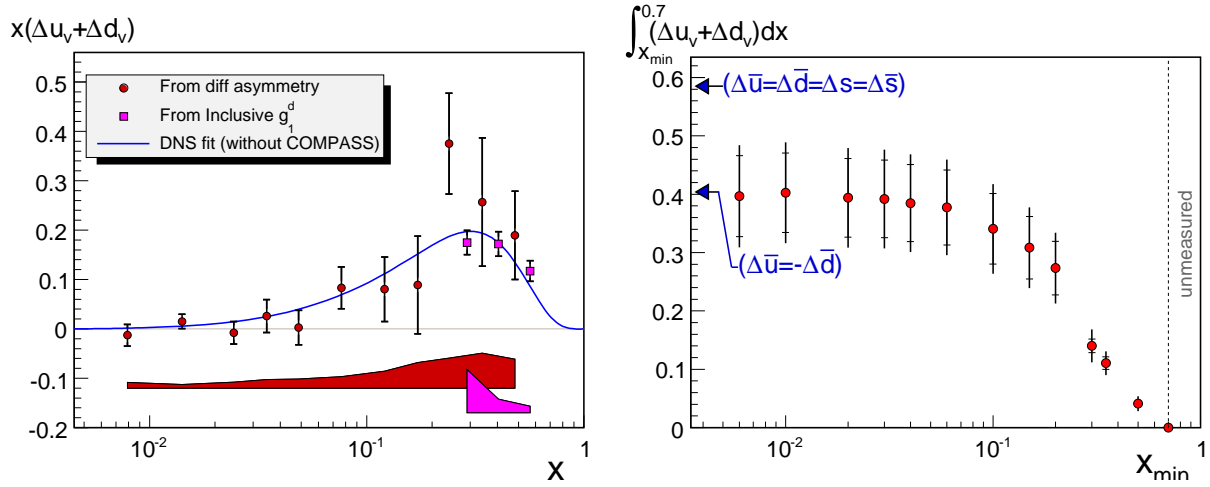 x(Δu_v+Δd_v)
0.5
0.4
0.3
0.2
0.1
0
-0.1
-0.2
From diff asymmetry
From Inclusive g_1^d
DNS fit (without COMPASS)
10^-2
10^-1
1
x
∫_{x_min}^{0.7}(Δu_v+Δd_v)dx
0.6
0.5
0.4
0.3
0.2
0.1
0
(Δu̅=Δd̅=Δs=Δs̅)
(Δu̅=-Δd̅)
unmeasured
10^-2
10^-1
1
x_min